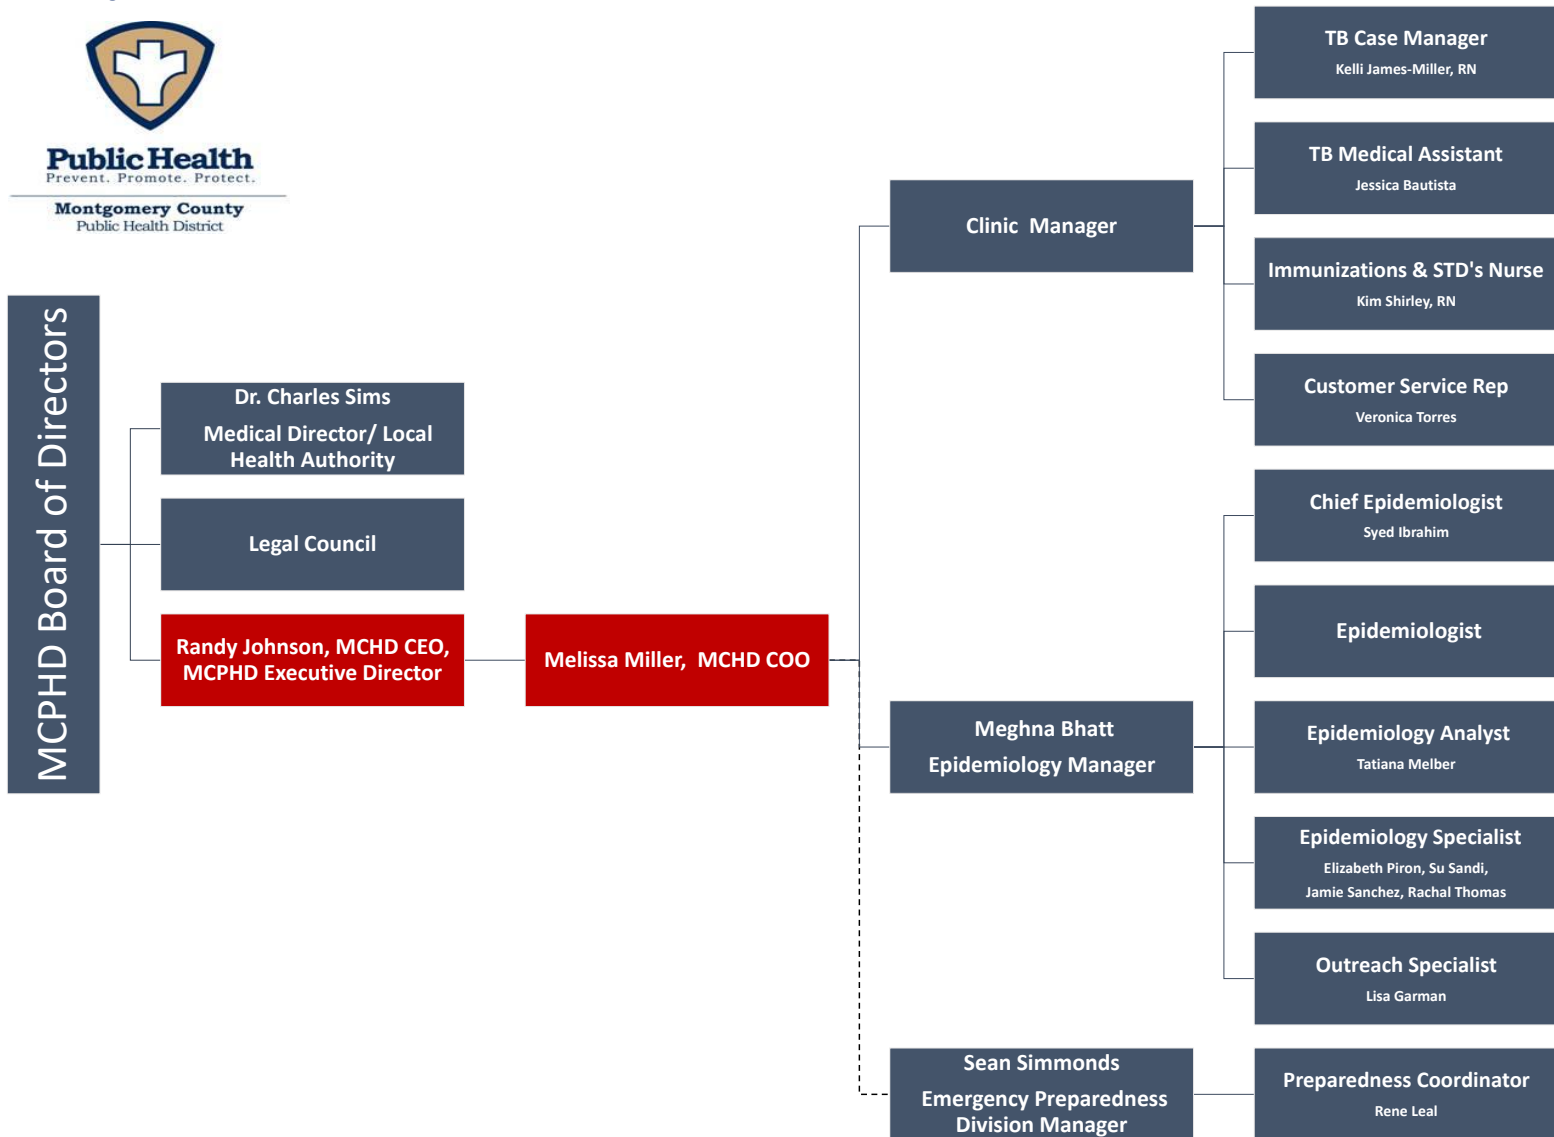 Public Health
Prevent. Promote. Protect.
Montgomery County
Public Health District
MCPHD Board of Directors
Dr. Charles Sims
Medical Director/ Local
Health Authority
Legal Council
Randy Johnson, MCHD CEO,
MCPHD Executive Director
Melissa Miller, MCHD COO
Clinic Manager
TB Case Manager
Kelli James-Miller, RN
TB Medical Assistant
Jessica Bautista
Immunizations & STD's Nurse
Kim Shirley, RN
Customer Service Rep
Veronica Torres
Meghna Bhatt
Epidemiology Manager
Chief Epidemiologist
Syed Ibrahim
Epidemiologist
Epidemiology Analyst
Tatiana Melber
Epidemiology Specialist
Elizabeth Piron, Su Sandi,
Jamie Sanchez, Rachal Thomas
Outreach Specialist
Lisa Garman
Sean Simmonds
Emergency Preparedness
Division Manager
Preparedness Coordinator
Rene Leal